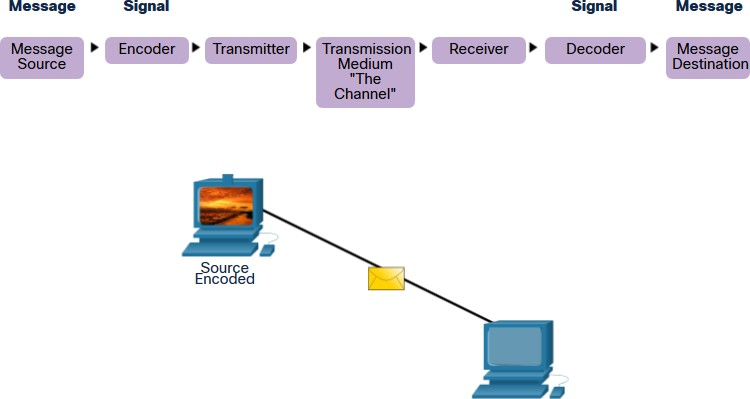 Message
Signal
Signal
Message
Message
Source
Encoder
Transmitter
Transmission
Medium
"The
Channel"
Receiver
Decoder
Message
Destination
Source
Encoded